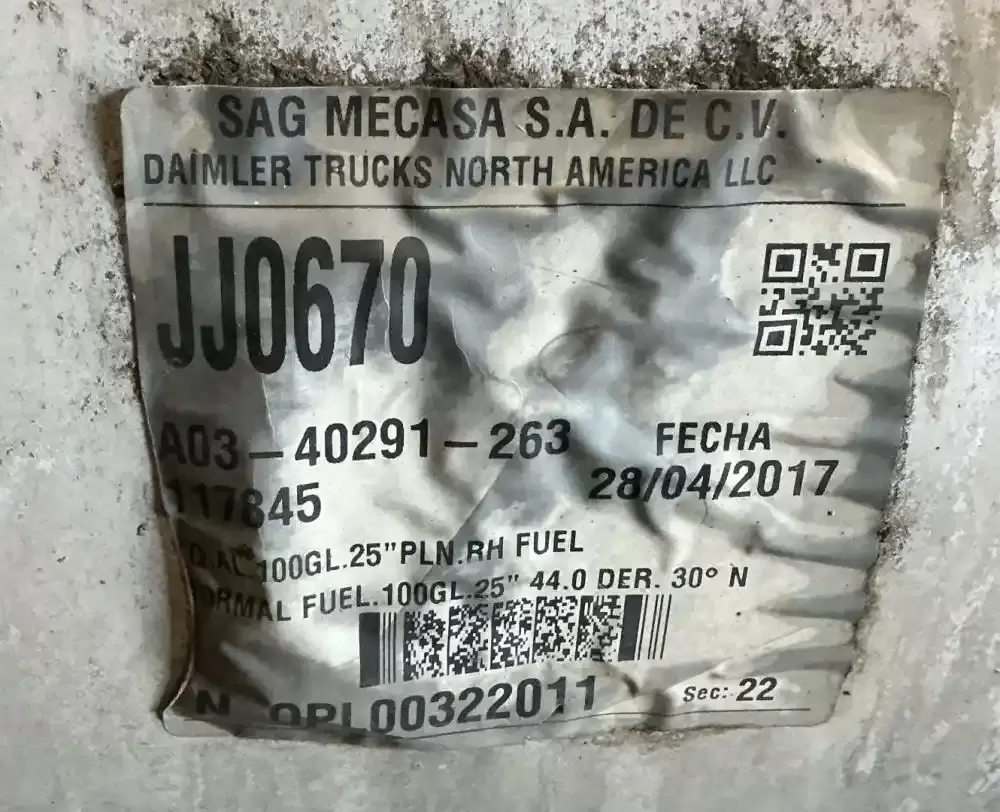 SAG MECASA S.A. DE C.V.
DAIMLER TRUCKS NORTH AMERICA LLC
JJ0670
A03-40291-263
FECHA
117845
28/04/2017
100GL.25"PLN.RH FUEL
FUEL.100GL.25" 44.0 DER. 30° N
N
Sec: 22